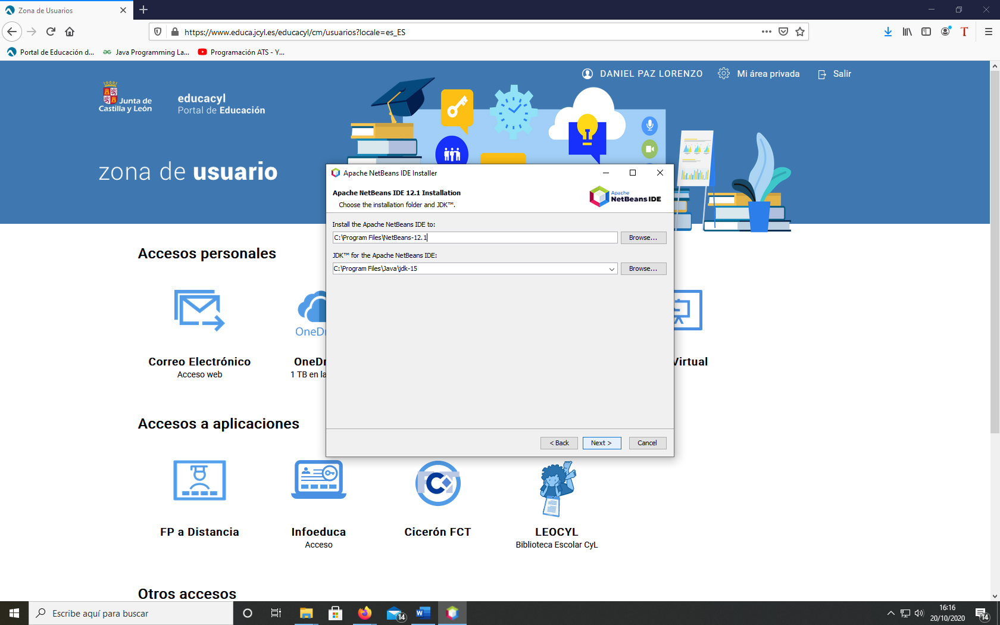 Zona de Usuarios
https://www.educa.jcyl.es/educacyl/cm/usuarios?locale=es_ES
Portal de Educación d...
Java Programming La...
Programación ATS - Y...
DANIEL PAZ LORENZO
Mi área privada
Salir
Junta de
Castilla y León
educacyl
Portal de Educación
zona de usuario
Apache NetBeans IDE Installer
Apache NetBeans IDE 12.1 Installation
Choose the installation folder and JDK™.
Apache
NetBeans IDE
Install the Apache NetBeans IDE to:
C:\Program Files\NetBeans-12.1
Browse...
JDK™ for the Apache NetBeans IDE:
C:\Program Files\Java\jdk-15
Browse...
< Back
Next >
Cancel
Accesos personales
OneDr
Correo Electrónico
Acceso web
OneDr
1 TB en la
Virtual
Accesos a aplicaciones
FCT
FP a Distancia
Infoeduca
Acceso
Cicerón FCT
LEOCYL
Biblioteca Escolar CyL
Otros accesos
Escribe aquí para buscar
14
16:16
20/10/2020
14